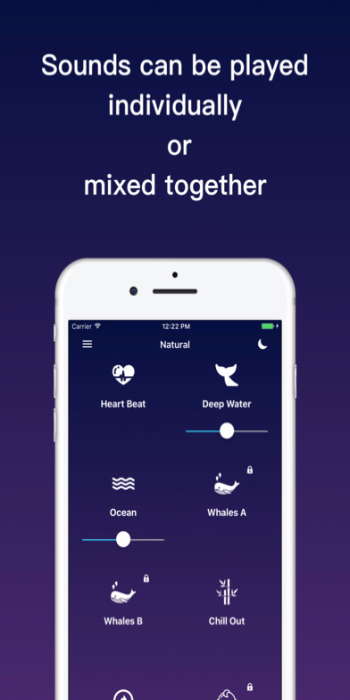 Sounds can be played
individually
or
mixed together
Carrier 12:22 PM
Natural
Heart Beat Deep Water
Ocean Whales A
Whales B Chill Out